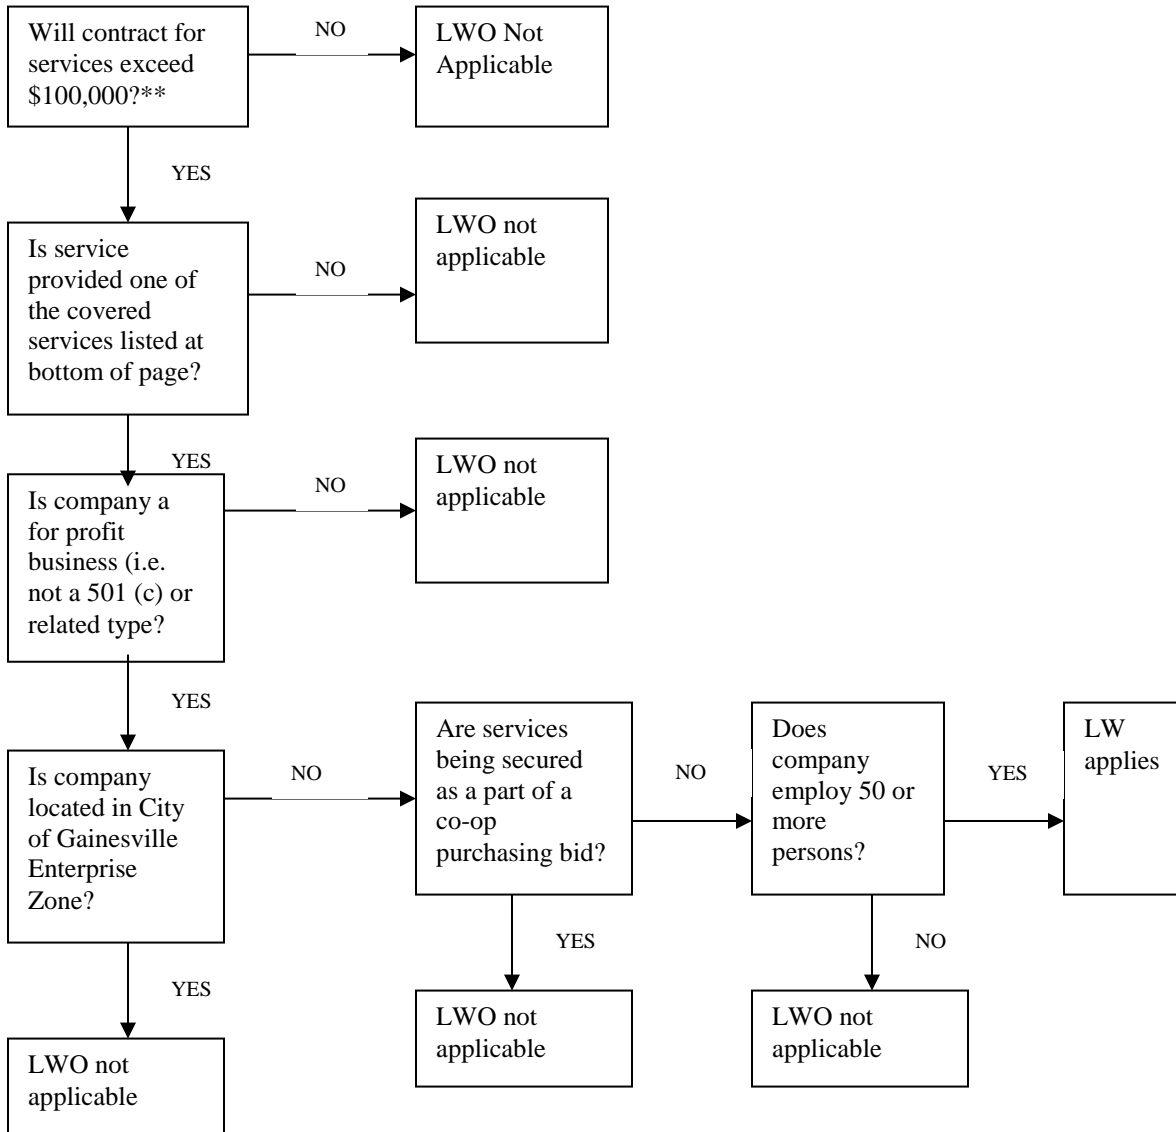 Will contract for
services exceed
$100,000?**
NO
LWO Not
Applicable
YES
Is service
provided one of
the covered
services listed at
bottom of page?
NO
LWO not
applicable
YES
Is company a
for profit
business (i.e.
not a 501 (c) or
related type?
NO
LWO not
applicable
YES
Is company
located in City
of Gainesville
Enterprise
Zone?
NO
Are services
being secured
as a part of a
co-op
purchasing bid?
NO
Does
company
employ 50 or
more
persons?
YES
LW
applies
YES
LWO not
applicable
YES
LWO not
applicable
NO
LWO not
applicable